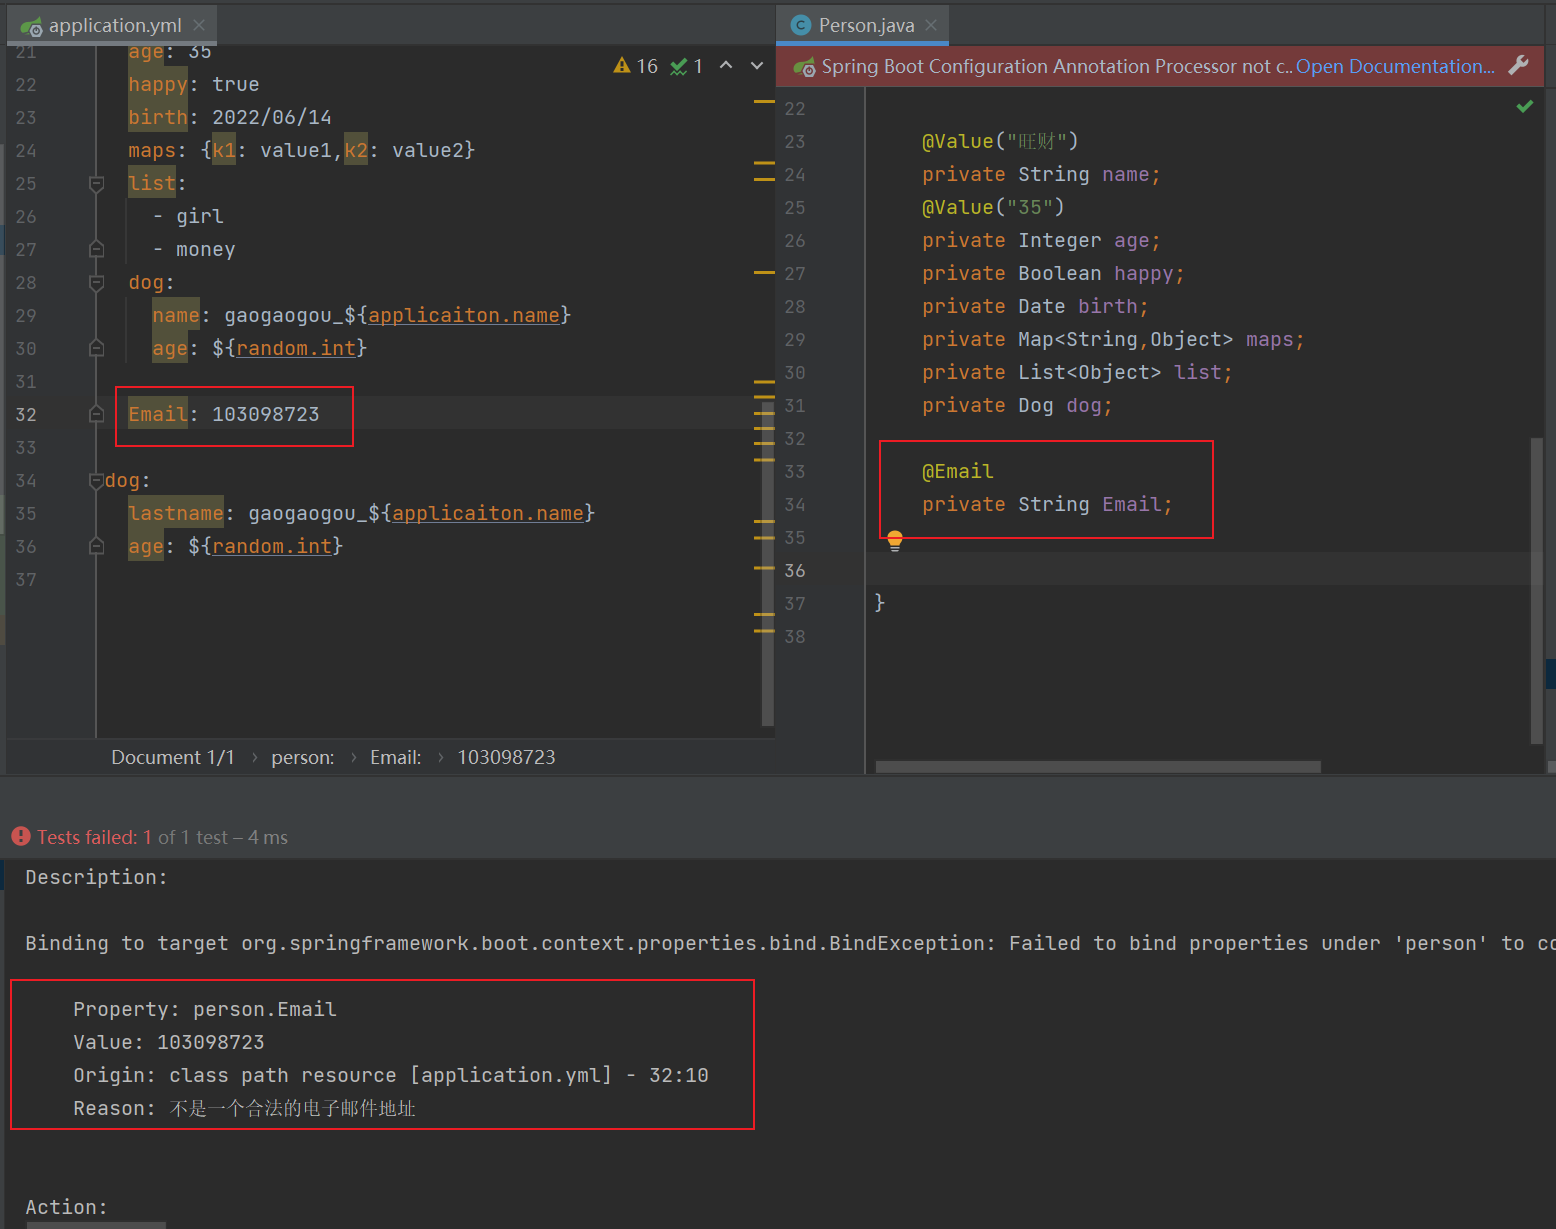 application.yml
Person.java
21 age: 35
22 happy: true
23 birth: 2022/06/14
24 maps: {k1: value1,k2: value2}
25 list:
26 - girl
27 - money
28 dog:
29 name: gaogaogou_${applicaiton.name}
30 age: ${random.int}
31
32 Email: 103098723
33
34 dog:
35 lastname: gaogaogou_${applicaiton.name}
36 age: ${random.int}
37
16 1
Document 1/1 › person: › Email: › 103098723
Spring Boot Configuration Annotation Processor not c.. Open Documentation...
22
23 @Value("旺财")
24 private String name;
25 @Value("35")
26 private Integer age;
27 private Boolean happy;
28 private Date birth;
29 private Map<String,Object> maps;
30 private List<Object> list;
31 private Dog dog;
32
33 @Email
34 private String Email;
35
36
37 }
38
Tests failed: 1 of 1 test – 4 ms
Description:
Binding to target org.springframework.boot.context.properties.bind.BindException: Failed to bind properties under 'person' to co
Property: person.Email
Value: 103098723
Origin: class path resource [application.yml] - 32:10
Reason: 不是一个合法的电子邮件地址
Action: